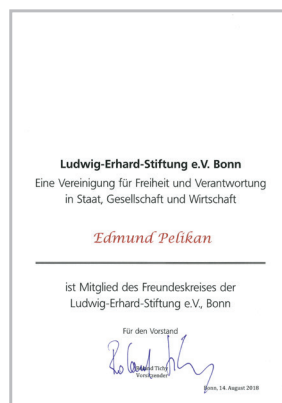 Ludwig-Erhard-Stiftung e.V. Bonn
Eine Vereinigung für Freiheit und Verantwortung
in Staat, Gesellschaft und Wirtschaft
Edmund Pelikan
ist Mitglied des Freundeskreises der
Ludwig-Erhard-Stiftung e.V., Bonn
Für den Vorstand
Roland Tichy
Vorsitzender
Bonn, 14. August 2018